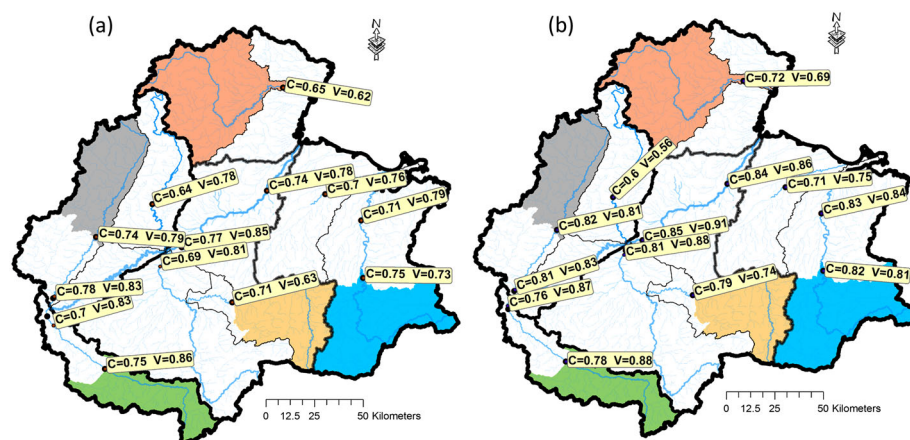 (a)
N
C=0.65 V=0.62
C=0.64 V=0.78
C=0.74 V=0.78
C=0.7 V=0.76
C=0.71 V=0.79
C=0.74 V=0.79
C=0.77 V=0.85
C=0.69 V=0.81
C=0.75 V=0.73
C=0.78 V=0.83
C=0.71 V=0.63
C=0.7 V=0.83
C=0.75 V=0.86
0 12.5 25 50 Kilometers
(b)
N
C=0.72 V=0.69
C=0.6 V=0.56
C=0.84 V=0.86
C=0.71 V=0.75
C=0.83 V=0.84
C=0.82 V=0.81
C=0.85 V=0.91
C=0.81 V=0.88
C=0.82 V=0.81
C=0.81 V=0.83
C=0.79 V=0.74
C=0.76 V=0.87
C=0.78 V=0.88
0 12.5 25 50 Kilometers